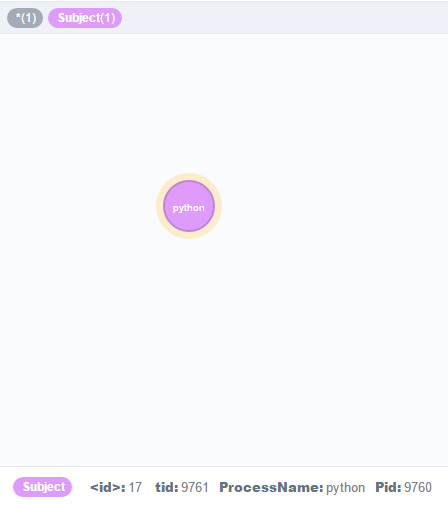 *(1) Subject(1)
python
Subject <id>: 17 tid: 9761 ProcessName: python Pid: 9760